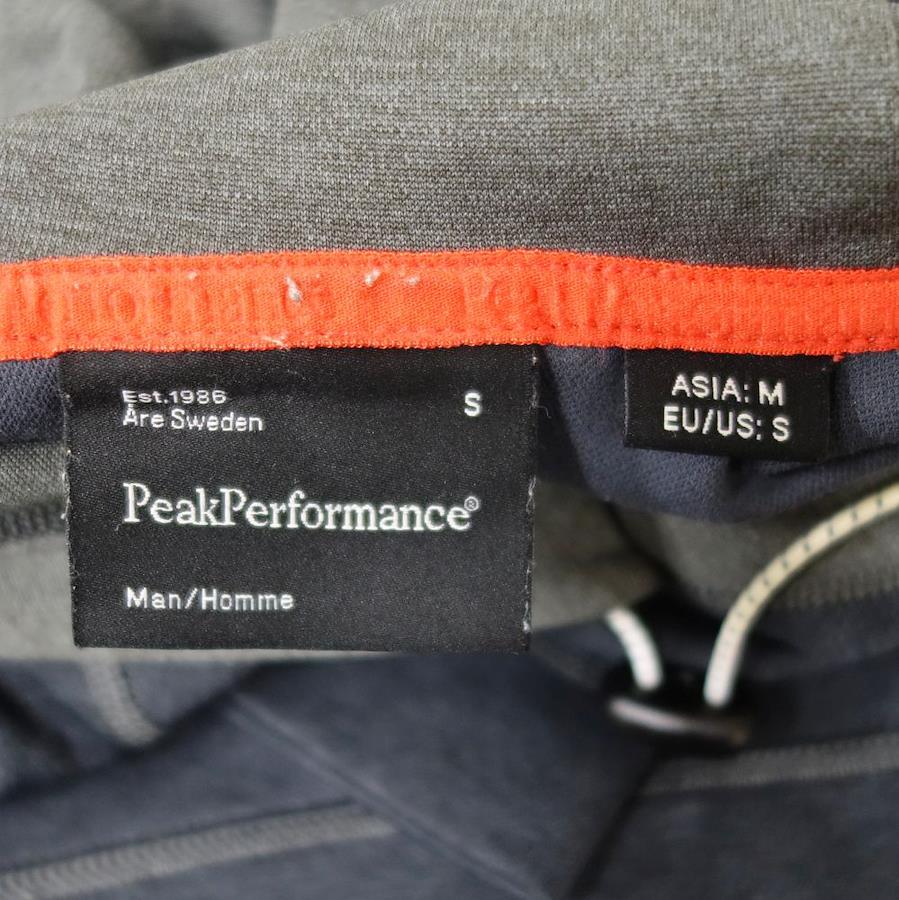 Est.1986
Åre Sweden
S
PeakPerformance®
Man/Homme
ASIA: M
EU/US: S